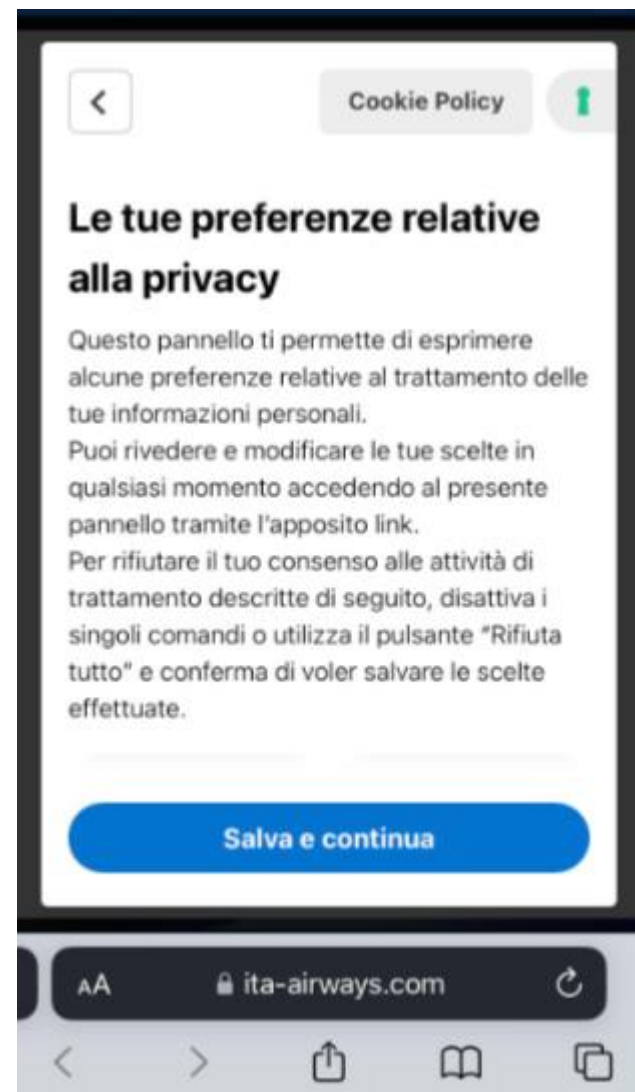 Cookie Policy
Le tue preferenze relative
alla privacy
Questo pannello ti permette di esprimere
alcune preferenze relative al trattamento delle
tue informazioni personali.
Puoi rivedere e modificare le tue scelte in
qualsiasi momento accedendo al presente
pannello tramite l'apposito link.
Per rifiutare il tuo consenso alle attività di
trattamento descritte di seguito, disattiva i
singoli comandi o utilizza il pulsante “Rifiuta
tutto” e conferma di voler salvare le scelte
effettuate.
Salva e continua
AA ita-airways.com